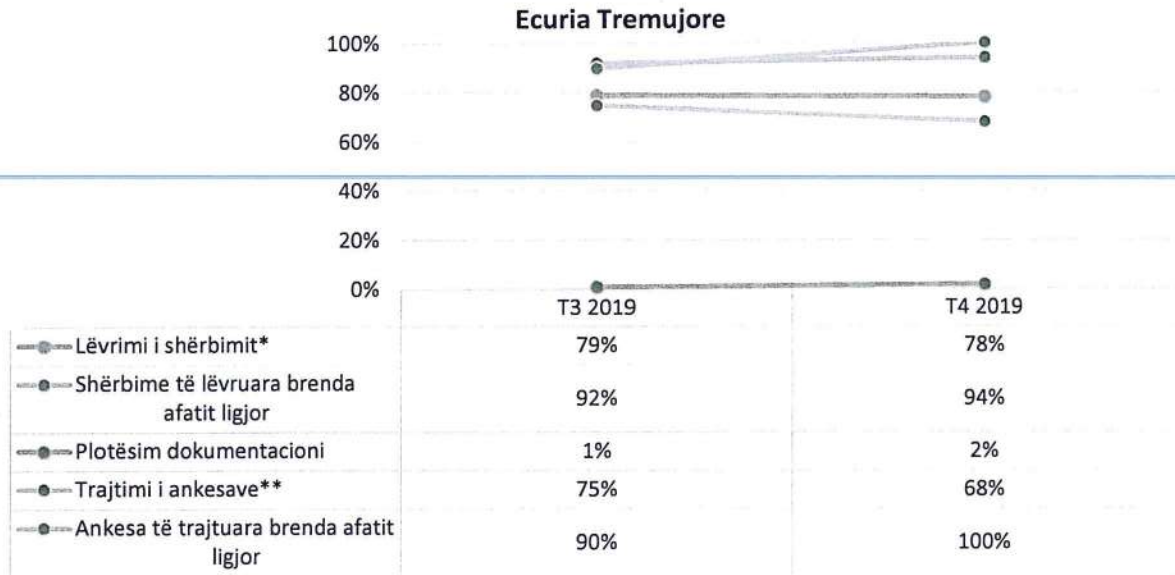 Ecuria Tremujore
100%
80%
60%
40%
20%
0%
T3 2019 T4 2019
Lëvrimi i shërbimit* 79% 78%
Shërbime të lëvruara brenda
afatit ligjor 92% 94%
Plotësim dokumentacioni 1% 2%
Trajtimi i ankesave** 75% 68%
Ankesa të trajtuara brenda afatit
ligjor 90% 100%